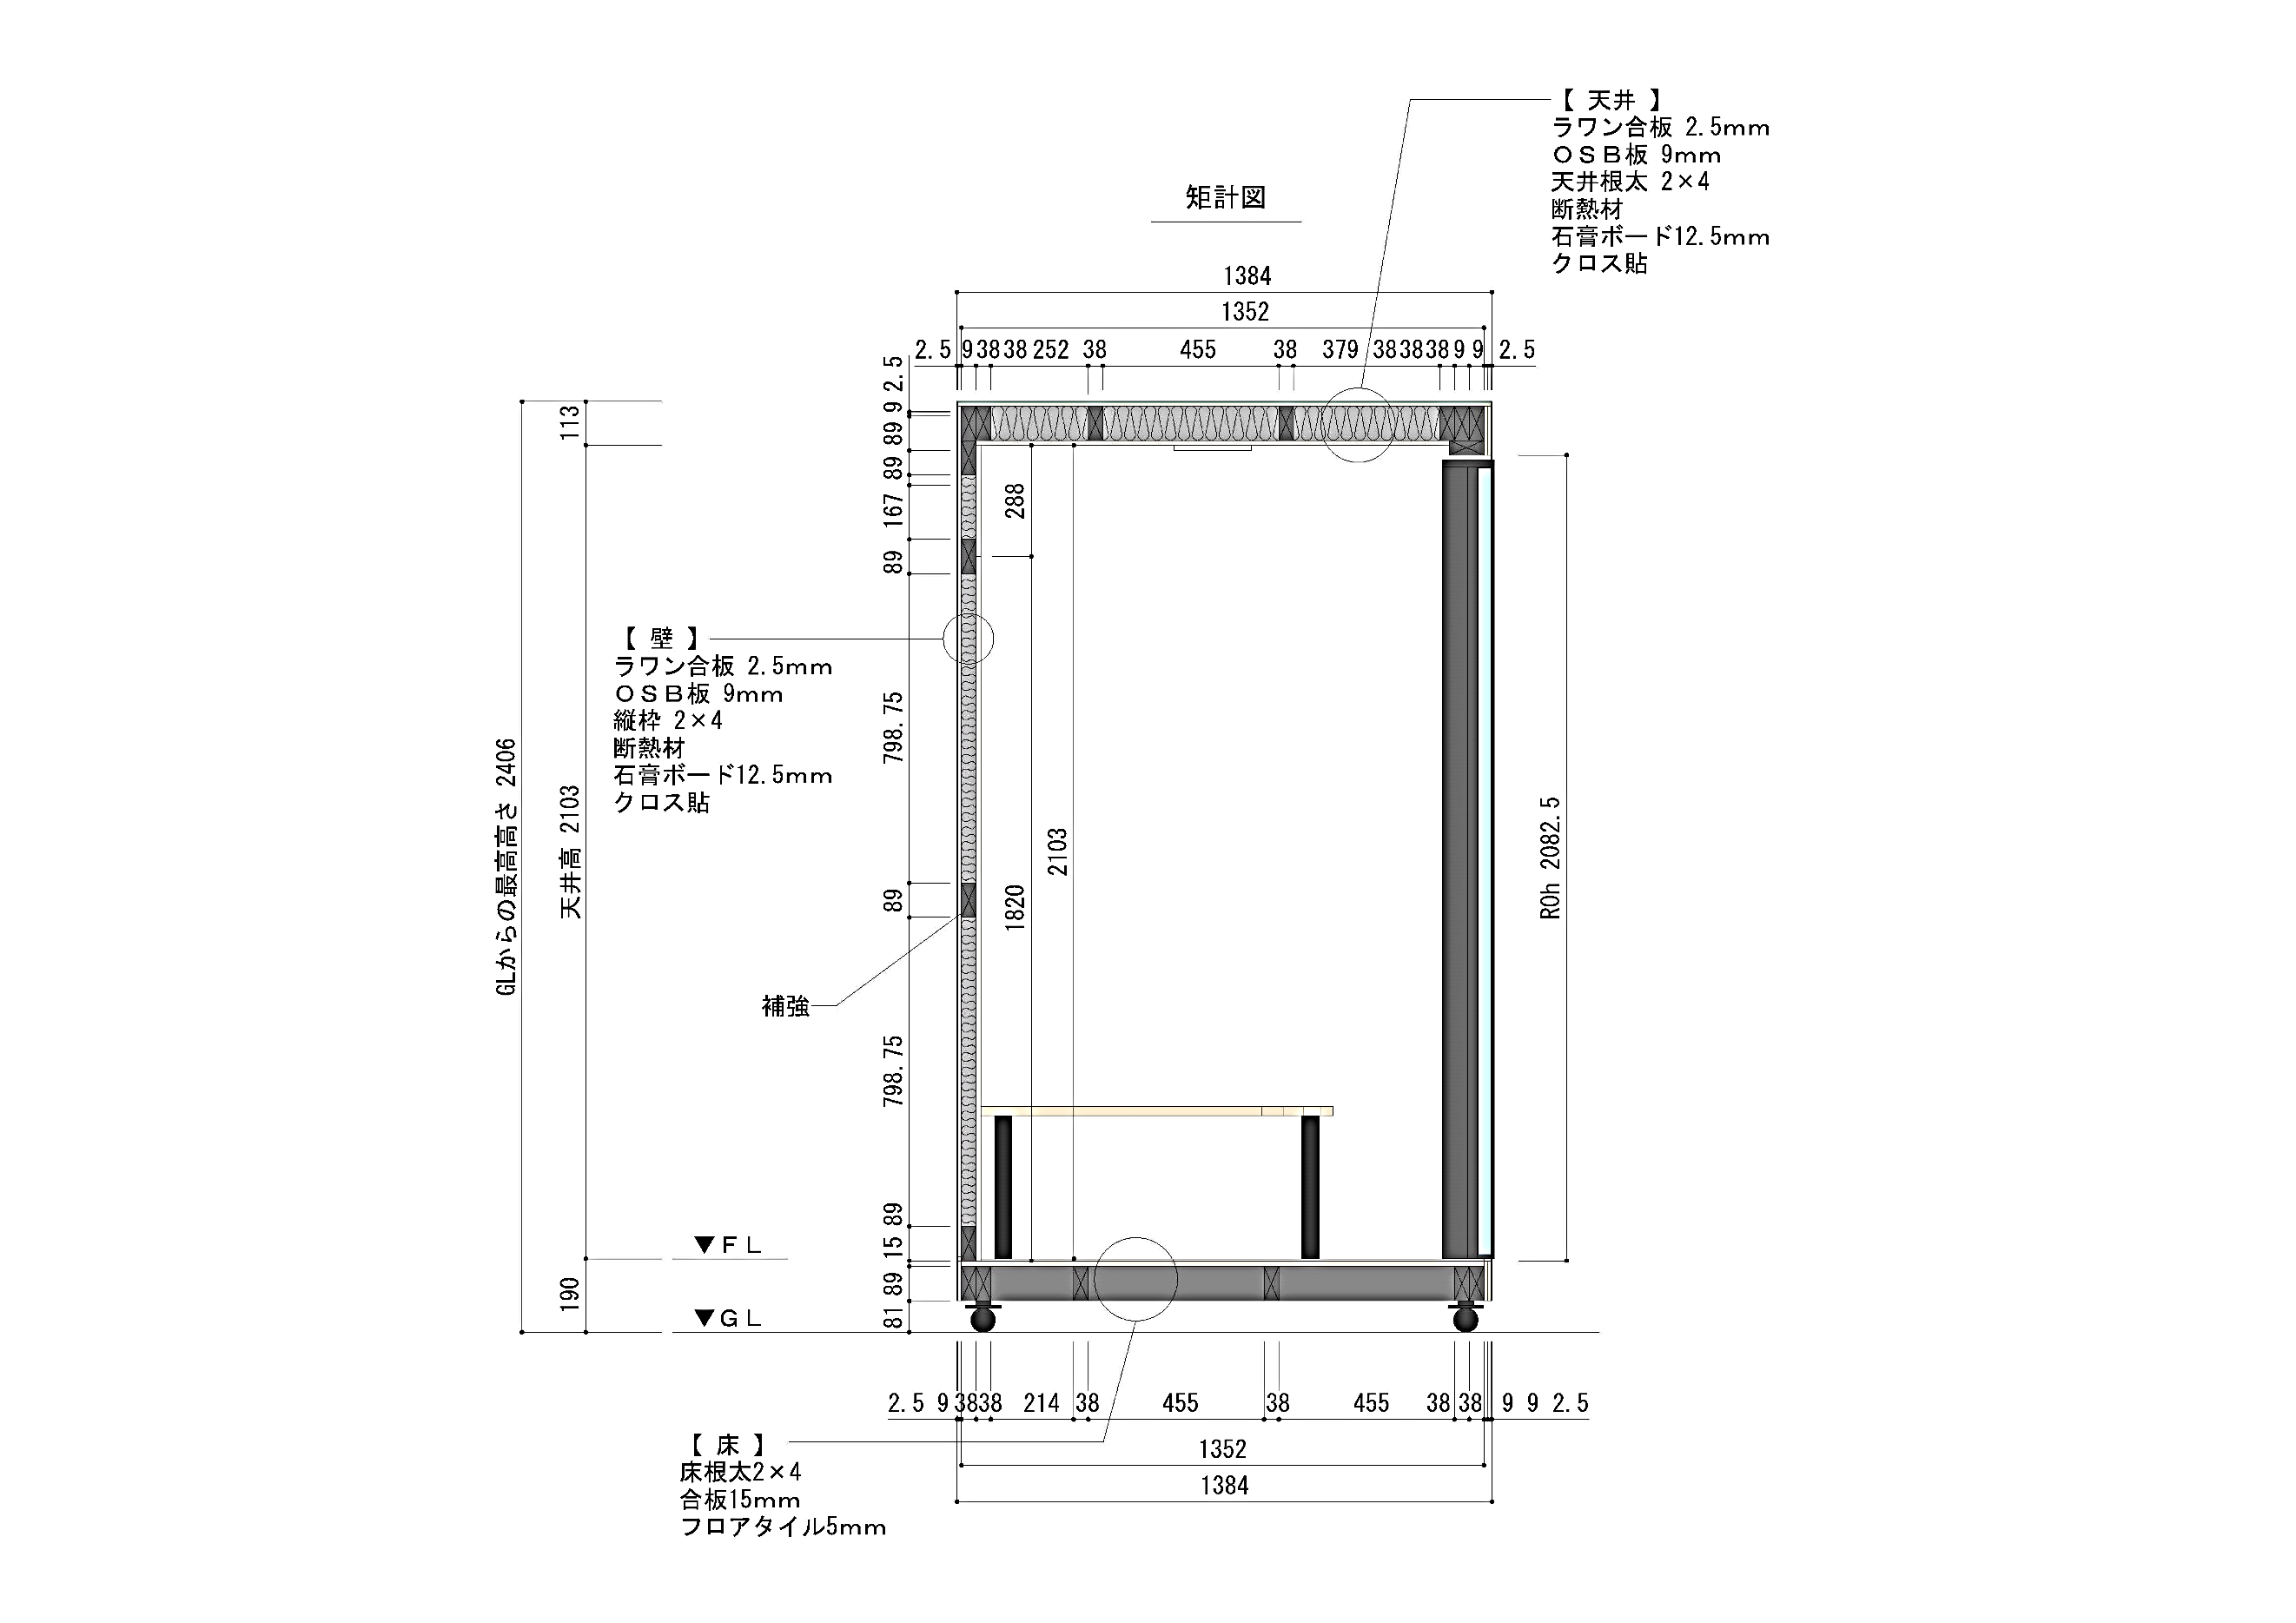 【 天井 】
ラワン合板 2.5mm
ＯＳＢ板 9mm
天井根太 2×4
断熱材
石膏ボード12.5mm
クロス貼
矩計図
1384
1352
2.5 9 38 38 252 38 455 38 379 38 38 38 9 9 2.5
2.5
9
89
89
167
89
798.75
89
798.75
89
15
89
81
113
天井高 2103
190
GLからの最高高さ 2406
288
1820
2103
ROh 2082.5
【 壁 】
ラワン合板 2.5mm
ＯＳＢ板 9mm
縦枠 2×4
断熱材
石膏ボード12.5mm
クロス貼
補強
▼ＦＬ
▼ＧＬ
2.5 9 38 38 214 38 455 38 455 38 38 9 9 2.5
1352
1384
【 床 】
床根太2×4
合板15mm
フロアタイル5mm